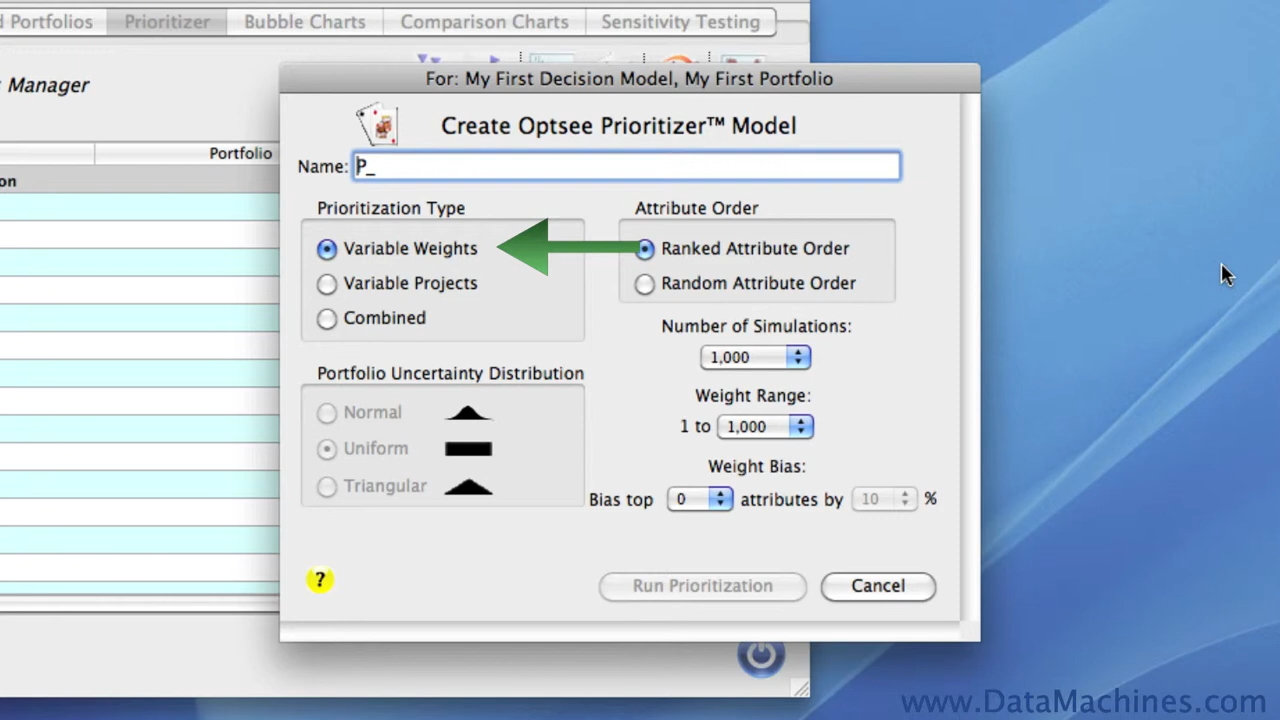 d Portfolios Prioritizer Bubble Charts Comparison Charts Sensitivity Testing
Manager
Portfolio
on
For: My First Decision Model, My First Portfolio
Create Optsee Prioritizer™ Model
Name: P_
Prioritization Type
Variable Weights
Variable Projects
Combined
Attribute Order
Ranked Attribute Order
Random Attribute Order
Number of Simulations:
1,000
Weight Range:
1 to 1,000
Weight Bias:
Bias top 0 attributes by 10 %
Portfolio Uncertainty Distribution
Normal
Uniform
Triangular
?
Run Prioritization Cancel
www.DataMachines.com